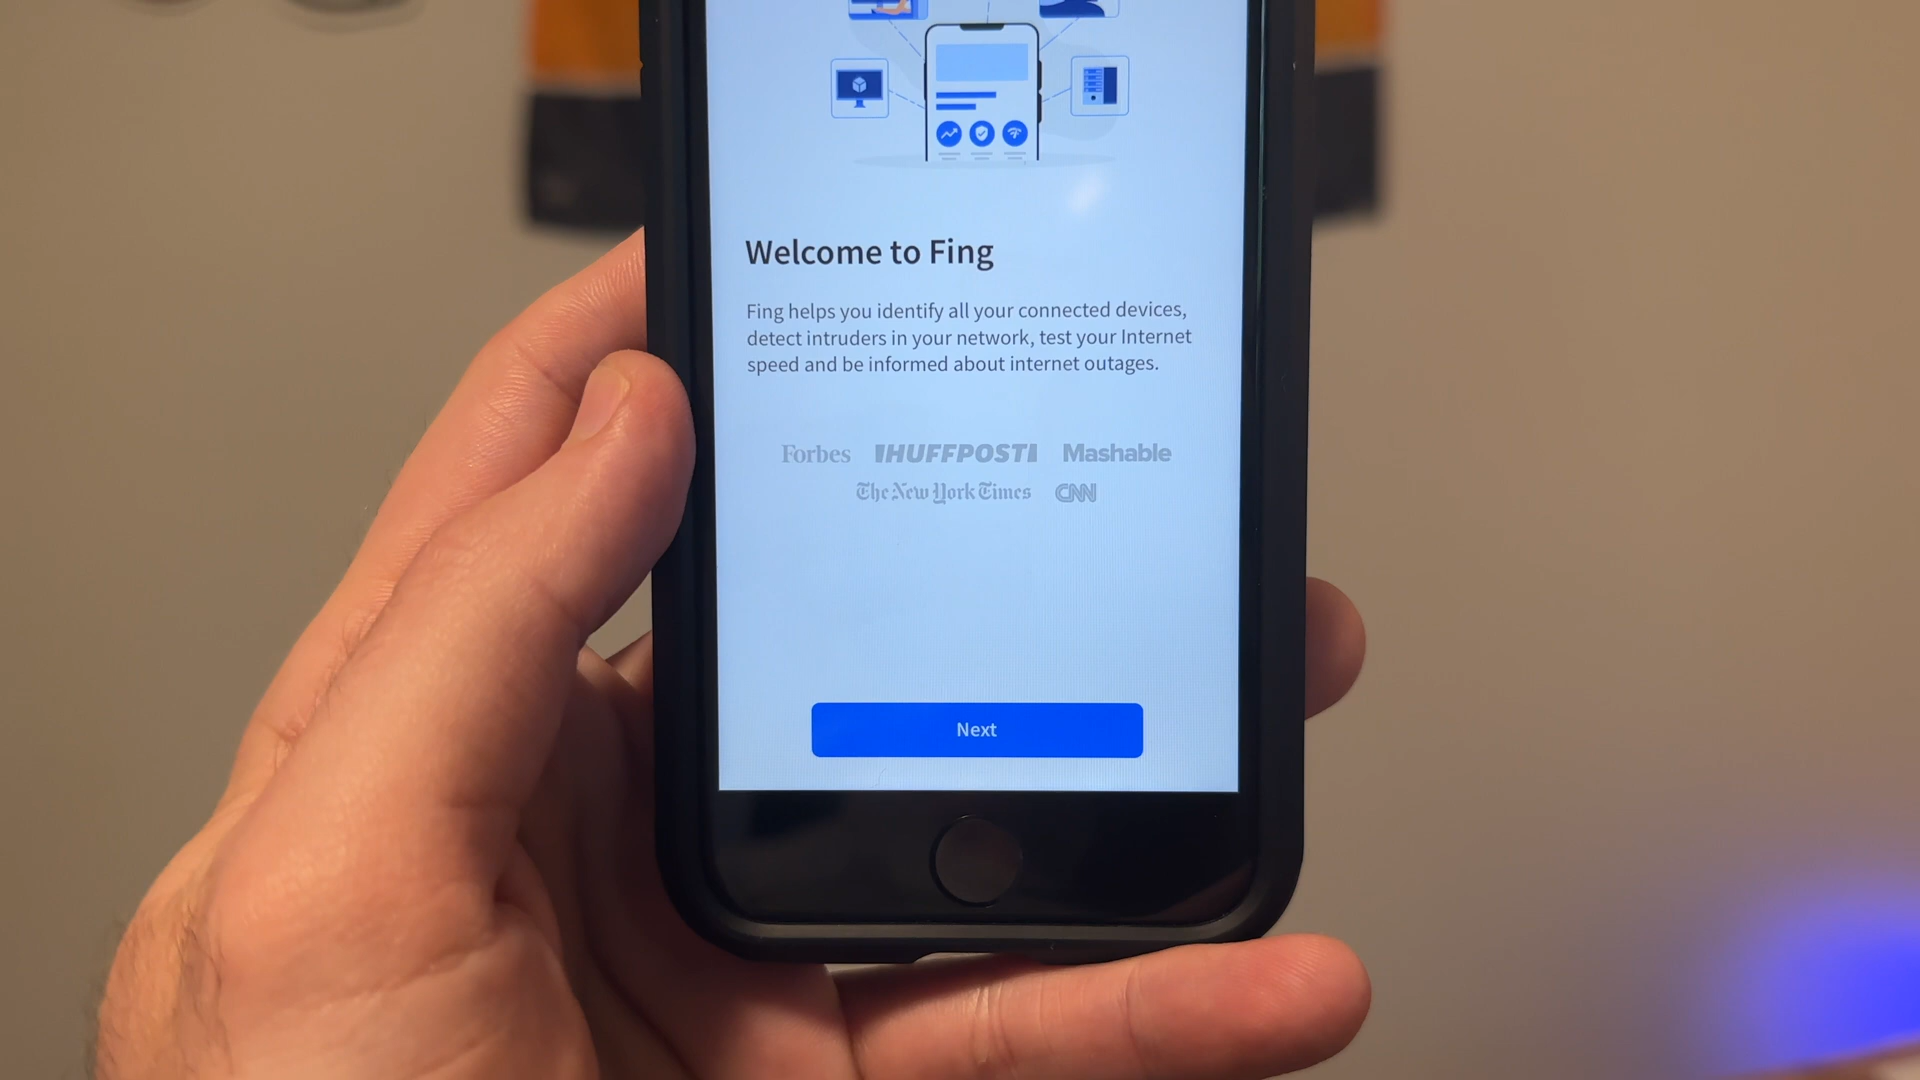 Welcome to Fing
Fing helps you identify all your connected devices,
detect intruders in your network, test your Internet
speed and be informed about internet outages.
Forbes HUFFPOST Mashable
The New York Times CNN
Next